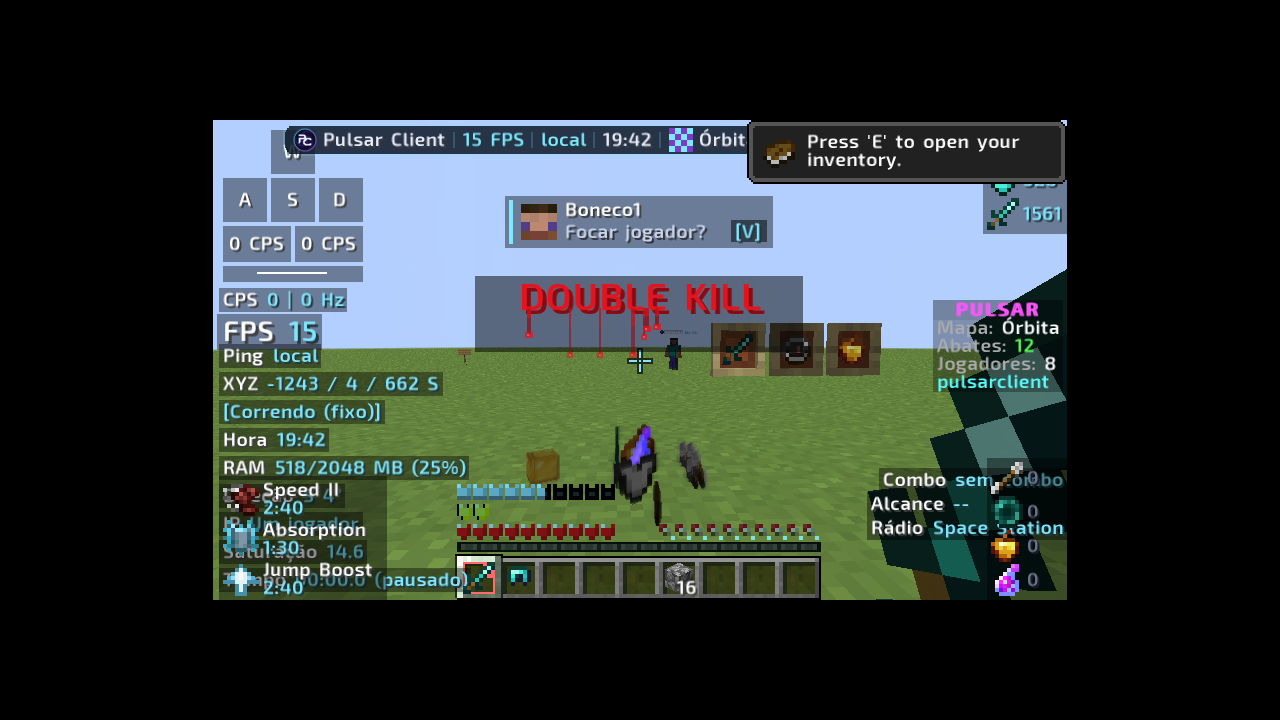 W
Pulsar Client | 15 FPS | local | 19:42 | Órbit
Press 'E' to open your
inventory.
A S D
1561
Boneco1
Focar jogador? [V]
0 CPS 0 CPS
DOUBLE KILL
CPS 0 | 0 Hz
FPS 15
Ping local
PULSAR
Mapa: Órbita
Abates: 12
Jogadores: 8
pulsarclient
XYZ -1243 / 4 / 662 S
[Correndo (fixo)]
Hora 19:42
RAM 518/2048 MB (25%)
Speed II
2:40
Absorption
1:30
Saturação 14.6
Jump Boost
2:40
(pausado)
Combo sem combo
Alcance --
Rádio Space Station
0
0
0
0
16